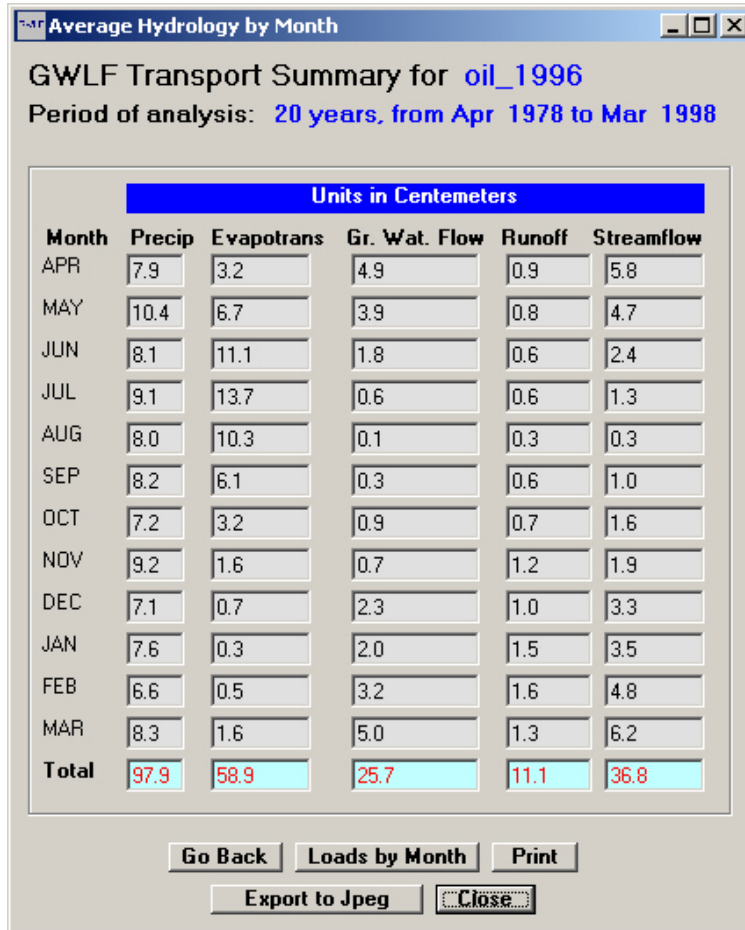 Average Hydrology by Month
GWLF Transport Summary for oil_1996
Period of analysis: 20 years, from Apr 1978 to Mar 1998
Units in Centemeters
Month Precip Evapotrans Gr. Wat. Flow Runoff Streamflow
APR 7.9 3.2 4.9 0.9 5.8
MAY 10.4 6.7 3.9 0.8 4.7
JUN 8.1 11.1 1.8 0.6 2.4
JUL 9.1 13.7 0.6 0.6 1.3
AUG 8.0 10.3 0.1 0.3 0.3
SEP 8.2 6.1 0.3 0.6 1.0
OCT 7.2 3.2 0.9 0.7 1.6
NOV 9.2 1.6 0.7 1.2 1.9
DEC 7.1 0.7 2.3 1.0 3.3
JAN 7.6 0.3 2.0 1.5 3.5
FEB 6.6 0.5 3.2 1.6 4.8
MAR 8.3 1.6 5.0 1.3 6.2
Total 97.9 58.9 25.7 11.1 36.8
Go Back Loads by Month Print
Export to Jpeg Close